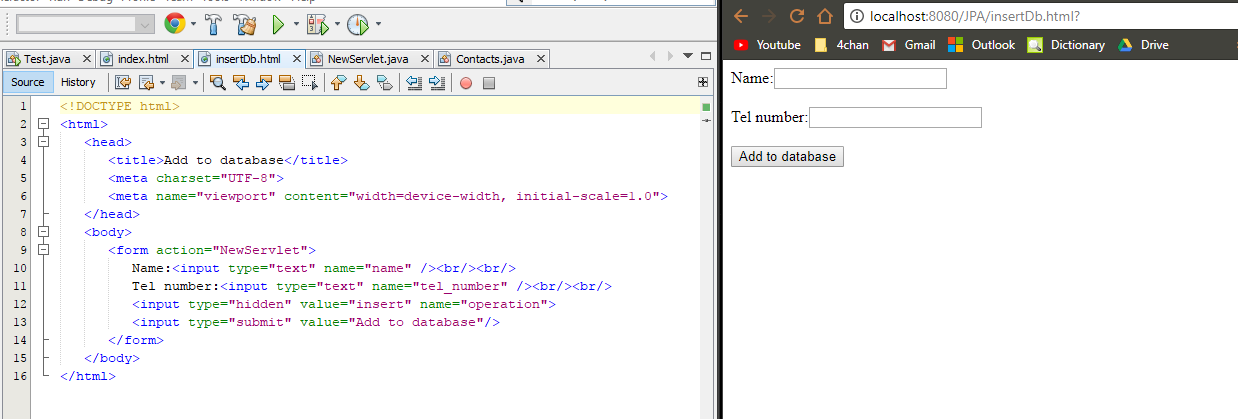 Test.java index.html insertDb.html NewServlet.java Contacts.java
Source History
1 <!DOCTYPE html>
2 <html>
3 <head>
4 <title>Add to database</title>
5 <meta charset="UTF-8">
6 <meta name="viewport" content="width=device-width, initial-scale=1.0">
7 </head>
8 <body>
9 <form action="NewServlet">
10 Name:<input type="text" name="name" /><br/><br/>
11 Tel number:<input type="text" name="tel_number" /><br/><br/>
12 <input type="hidden" value="insert" name="operation">
13 <input type="submit" value="Add to database"/>
14 </form>
15 </body>
16 </html>
localhost:8080/JPA/insertDb.html?
Youtube 4chan Gmail Outlook Dictionary Drive
Name:
Tel number:
Add to database